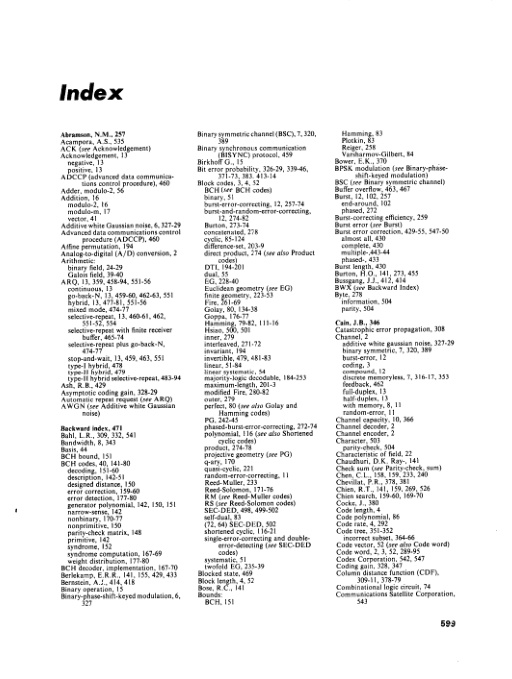 Index
Abramson, N.M., 257
Acampora, A.S., 535
ACK (see Acknowledgement)
Acknowledgement, 13
negative, 13
positive, 13
ADCCP (advanced data communica-
tions control procedure), 460
Adder, modulo-2, 56
Addition, 16
modulo-2, 16
modulo-m, 17
vector, 41
Additive white Gaussian noise, 6, 327-29
Advanced data communications control
procedure (ADCCP), 460
Affine permutation, 194
Analog-to-digital (A/D) conversion, 2
Arithmetic:
binary field, 24-29
Galois field, 39-40
ARQ, 13, 359, 458-94, 551-56
continuous, 13
go-back-N, 13, 459-60, 462-63, 551
hybrid, 13, 477-81, 551-56
mixed mode, 474-77
selective-repeat, 13, 460-61, 462,
551-52, 554
selective-repeat with finite receiver
buffer, 465-74
selective-repeat plus go-back-N,
474-77
stop-and-wait, 13, 459, 463, 551
type-I hybrid, 478
type-II hybrid, 479
type-II hybrid selective-repeat, 483-94
Ash, R.B., 429
Asymptotic coding gain, 328-29
Automatic repeat request (see ARQ)
AWGN (see Additive white Gaussian
noise)
Backward index, 471
Bahl, L.R., 309, 332, 541
Bandwidth, 8, 343
Basis, 44
BCH bound, 151
BCH codes, 40, 141-80
decoding, 151-60
description, 142-51
designed distance, 150
error correction, 159-60
error detection, 177-80
generator polynomial, 142, 150, 151
narrow-sense, 142
nonbinary, 170-77
nonprimitive, 150
parity-check matrix, 148
primitive, 142
syndrome, 152
syndrome computation, 167-69
weight distribution, 177-80
BCH decoder, implementation, 167-70
Berlekamp, E.R.R., 141, 155, 429, 433
Bernstein, A.J., 414, 418
Binary operation, 15
Binary-phase-shift-keyed modulation, 6,
327
Binary symmetric channel (BSC), 7, 320,
389
Binary synchronous communication
(BISYNC) protocol, 459
Birkhoff G., 15
Bit error probability, 326-29, 339-46,
371-73, 383, 413-14
Block codes, 3, 4, 52
BCH (see BCH codes)
binary, 51
burst-error-correcting, 12, 257-74
burst-and-random-error-correcting,
12, 274-82
Burton, 273-74
concatenated, 278
cyclic, 85-124
difference-set, 203-9
direct product, 274 (see also Product
codes)
DTI, 194-201
dual, 55
EG, 228-40
Euclidean geometry (see EG)
finite geometry, 223-53
Fire, 261-69
Golay, 80, 134-38
Goppa, 176-77
Hamming, 79-82, 111-16
Hsiao, 500, 501
inner, 279
interleaved, 271-72
invariant, 194
invertible, 479, 481-83
linear, 51-84
linear systematic, 54
majority-logic decodable, 184-253
maximum-length, 201-3
modified Fire, 280-82
outer, 279
perfect, 80 (see also Golay and
Hamming codes)
PG, 242-45
phased-burst-error-correcting, 272-74
polynomial, 116 (see also Shortened
cyclic codes)
product, 274-78
projective geometry (see PG)
q-ary, 170
quasi-cyclic, 221
random-error-correcting, 11
Reed-Muller, 233
Reed-Solomon, 171-76
RM (see Reed-Muller codes)
RS (see Reed-Solomon codes)
SEC-DED, 498, 499-502
self-dual, 83
(72, 64) SEC-DED, 502
shortened cyclic, 116-21
single-error-correcting and double-
error-detecting (see SEC-DED
codes)
systematic, 51
twofold EG, 235-39
Blocked state, 469
Block length, 4, 52
Bose, R.C., 141
Bounds:
BCH, 151
Hamming, 83
Plotkin, 83
Reiger, 258
Varsharmov-Gilbert, 84
Bower, E.K., 370
BPSK modulation (see Binary-phase-
shift-keyed modulation)
BSC (see Binary symmetric channel)
Buffer overflow, 463, 467
Burst, 12, 102, 257
end-around, 102
phased, 272
Burst-correcting efficiency, 259
Burst error (see Burst)
Burst error correction, 429-55, 547-50
almost all, 430
complete, 430
multiple-,443-44
phased-, 433
Burst length, 430
Burton, H.O., 141, 273, 455
Bussgang, J.J., 412, 414
BWX (see Backward Index)
Byte, 278
information, 504
parity, 504
Cain, J.B., 346
Catastrophic error propagation, 308
Channel, 2
additive white gaussian noise, 327-29
binary symmetric, 7, 320, 389
burst-error, 12
coding, 3
compound, 12
discrete memoryless, 7, 316-17, 353
feedback, 462
full-duplex, 13
half-duplex, 13
with memory, 8, 11
random-error, 11
Channel capacity, 10, 366
Channel decoder, 2
Channel encoder, 2
Character, 503
parity-check, 504
Characteristic of field, 22
Chaudhuri, D.K. Ray-, 141
Check sum (see Parity-check, sum)
Chen, C.L., 158, 159, 233, 240
Chevillat, P.R., 378, 381
Chien, R.T., 141, 159, 269, 526
Chien search, 159-60, 169-70
Cocks, J., 380
Code length, 4
Code polynomial, 86
Code rate, 4, 292
Code tree, 351-352
incorrect subset, 364-66
Code vector, 52 (see also Code word)
Code word, 2, 3, 52, 289-95
Codex Corporation, 542, 547
Coding gain, 328, 347
Column distance function (CDF),
309-11, 378-79
Combinational logic circuit, 74
Communications Satellite Corporation,
543
599